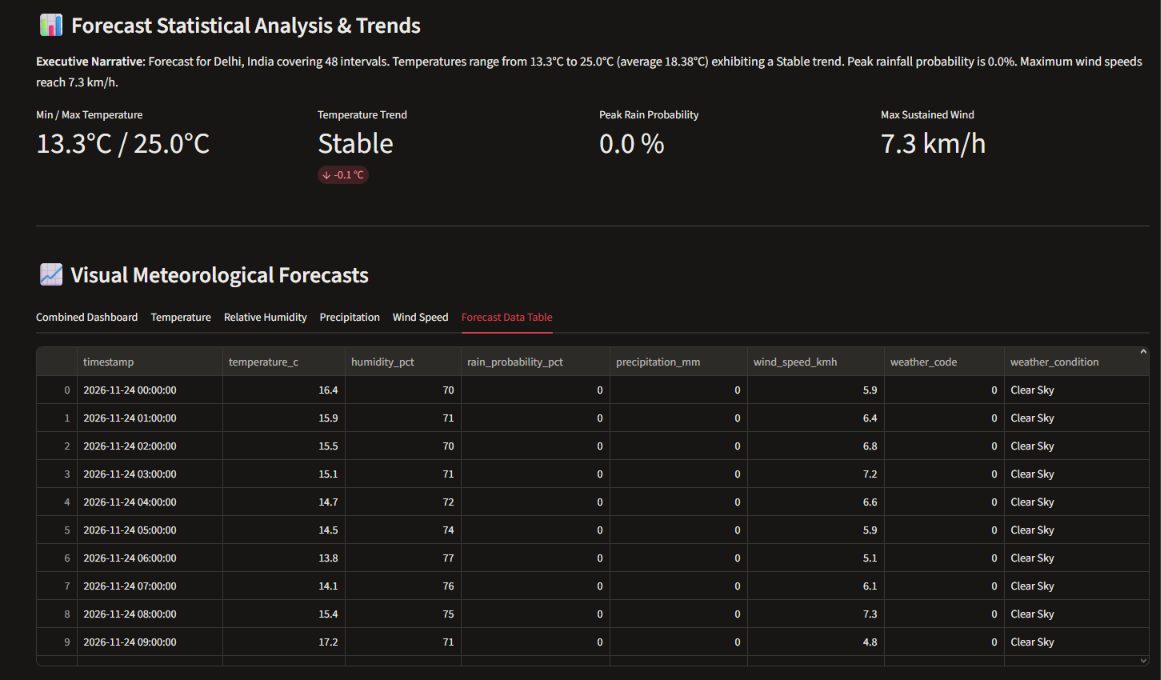 Forecast Statistical Analysis & Trends
Executive Narrative: Forecast for Delhi, India covering 48 intervals. Temperatures range from 13.3°C to 25.0°C (average 18.38°C) exhibiting a Stable trend. Peak rainfall probability is 0.0%. Maximum wind speeds
reach 7.3 km/h.
Min / Max Temperature Temperature Trend Peak Rain Probability Max Sustained Wind
13.3°C / 25.0°C Stable 0.0 % 7.3 km/h
↓ -0.1 °C
Visual Meteorological Forecasts
Combined Dashboard Temperature Relative Humidity Precipitation Wind Speed Forecast Data Table
timestamp temperature_c humidity_pct rain_probability_pct precipitation_mm wind_speed_kmh weather_code weather_condition
0 2026-11-24 00:00:00 16.4 70 0 0 5.9 0 Clear Sky
1 2026-11-24 01:00:00 15.9 71 0 0 6.4 0 Clear Sky
2 2026-11-24 02:00:00 15.5 70 0 0 6.8 0 Clear Sky
3 2026-11-24 03:00:00 15.1 71 0 0 7.2 0 Clear Sky
4 2026-11-24 04:00:00 14.7 72 0 0 6.6 0 Clear Sky
5 2026-11-24 05:00:00 14.5 74 0 0 5.9 0 Clear Sky
6 2026-11-24 06:00:00 13.8 77 0 0 5.1 0 Clear Sky
7 2026-11-24 07:00:00 14.1 76 0 0 6.1 0 Clear Sky
8 2026-11-24 08:00:00 15.4 75 0 0 7.3 0 Clear Sky
9 2026-11-24 09:00:00 17.2 71 0 0 4.8 0 Clear Sky